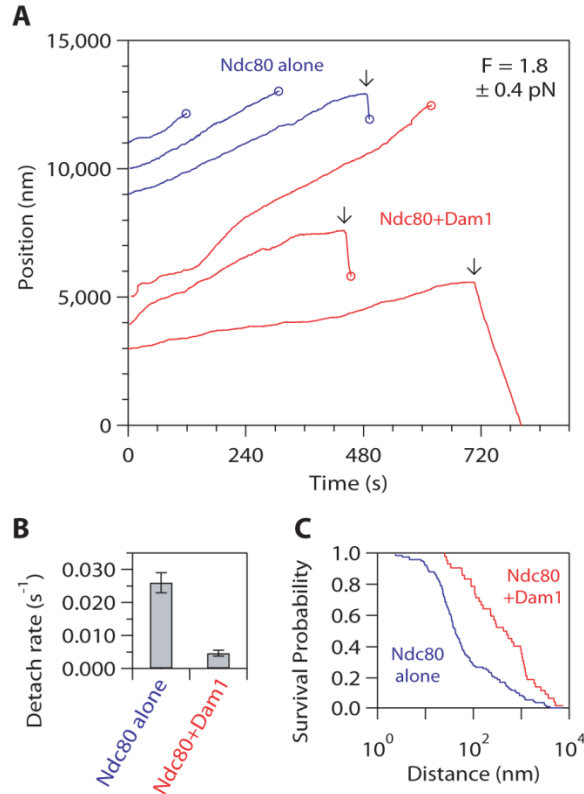 A
15,000
10,000
5,000
0
Position (nm)
Ndc80 alone
F = 1.8
± 0.4 pN
Ndc80+Dam1
0
240
480
720
Time (s)
B
0.030
0.020
0.010
0.000
Detach rate (s⁻¹)
Ndc80 alone
Ndc80+Dam1
C
1.0
0.8
0.6
0.4
0.2
0.0
Survival Probability
Ndc80
+Dam1
Ndc80
alone
10⁰
10²
10⁴
Distance (nm)